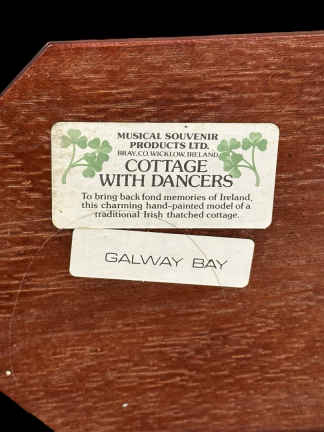 MUSICAL SOUVENIR
PRODUCTS LTD.
BRAY, CO. WICKLOW, IRELAND
COTTAGE
WITH DANCERS
To bring back fond memories of Ireland,
this charming hand-painted model of a
traditional Irish thatched cottage.
GALWAY BAY